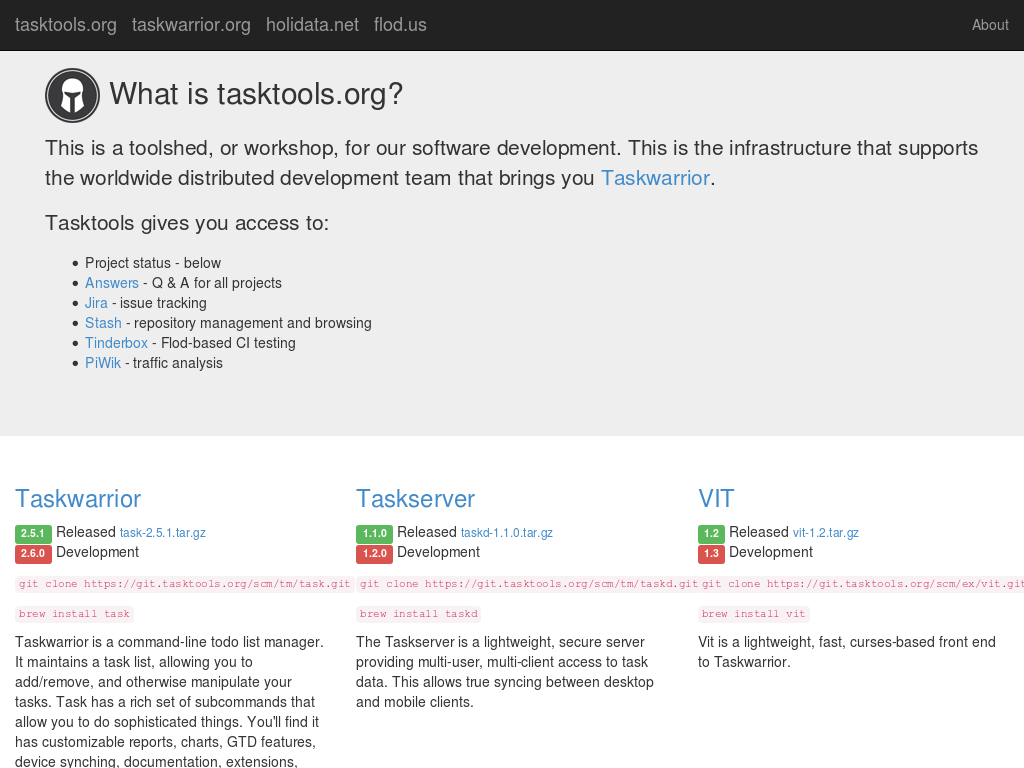 tasktools.org taskwarrior.org holidata.net flod.us About
What is tasktools.org?
This is a toolshed, or workshop, for our software development. This is the infrastructure that supports
the worldwide distributed development team that brings you Taskwarrior.
Tasktools gives you access to:
Project status - below
Answers - Q & A for all projects
Jira - issue tracking
Stash - repository management and browsing
Tinderbox - Flod-based CI testing
PiWik - traffic analysis
Taskwarrior
2.5.1 Released task-2.5.1.tar.gz
2.6.0 Development
git clone https://git.tasktools.org/scm/tm/task.git
brew install task
Taskwarrior is a command-line todo list manager.
It maintains a task list, allowing you to
add/remove, and otherwise manipulate your
tasks. Task has a rich set of subcommands that
allow you to do sophisticated things. You'll find it
has customizable reports, charts, GTD features,
device synching, documentation, extensions,
Taskserver
1.1.0 Released taskd-1.1.0.tar.gz
1.2.0 Development
git clone https://git.tasktools.org/scm/tm/taskd.git
brew install taskd
The Taskserver is a lightweight, secure server
providing multi-user, multi-client access to task
data. This allows true syncing between desktop
and mobile clients.
VIT
1.2 Released vit-1.2.tar.gz
1.3 Development
git clone https://git.tasktools.org/scm/ex/vit.git
brew install vit
Vit is a lightweight, fast, curses-based front end
to Taskwarrior.